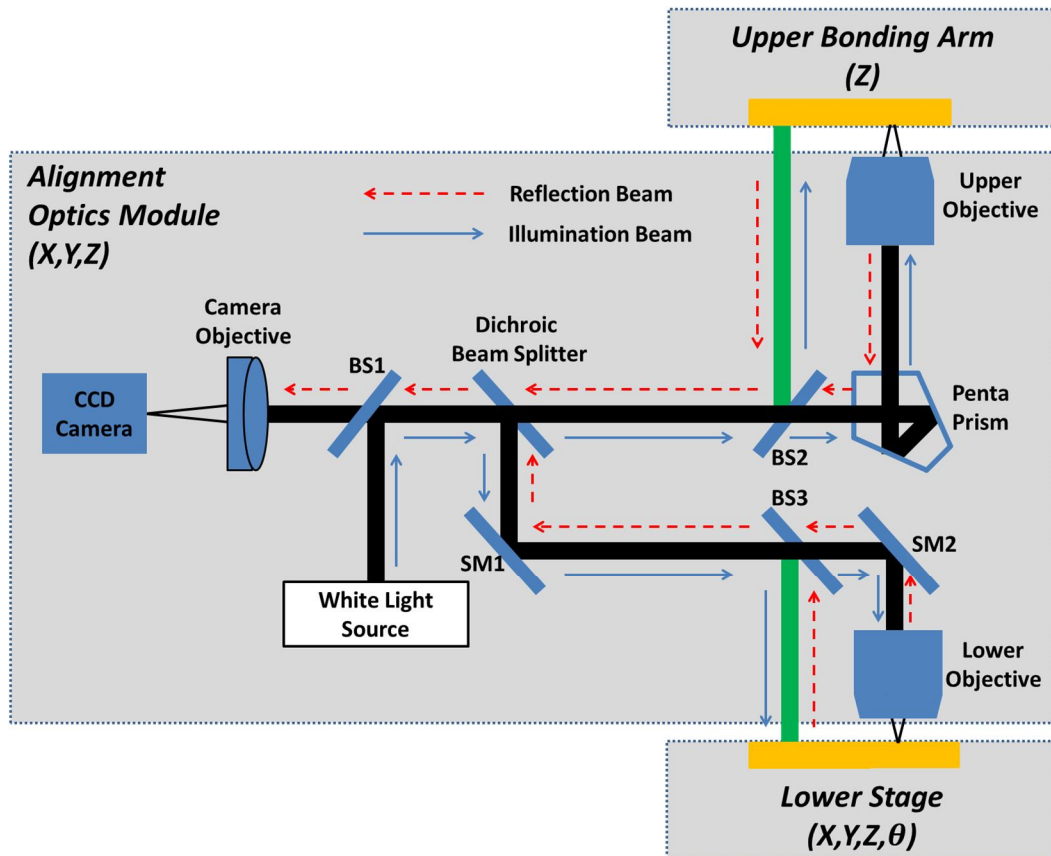 Upper Bonding Arm
(Z)
Alignment
Optics Module
(X,Y,Z)
Reflection Beam
Illumination Beam
Upper
Objective
Camera
Objective
Dichroic
Beam Splitter
BS1
CCD
Camera
Penta
Prism
BS2
BS3
SM1
SM2
White Light
Source
Lower
Objective
Lower Stage
(X,Y,Z,θ)